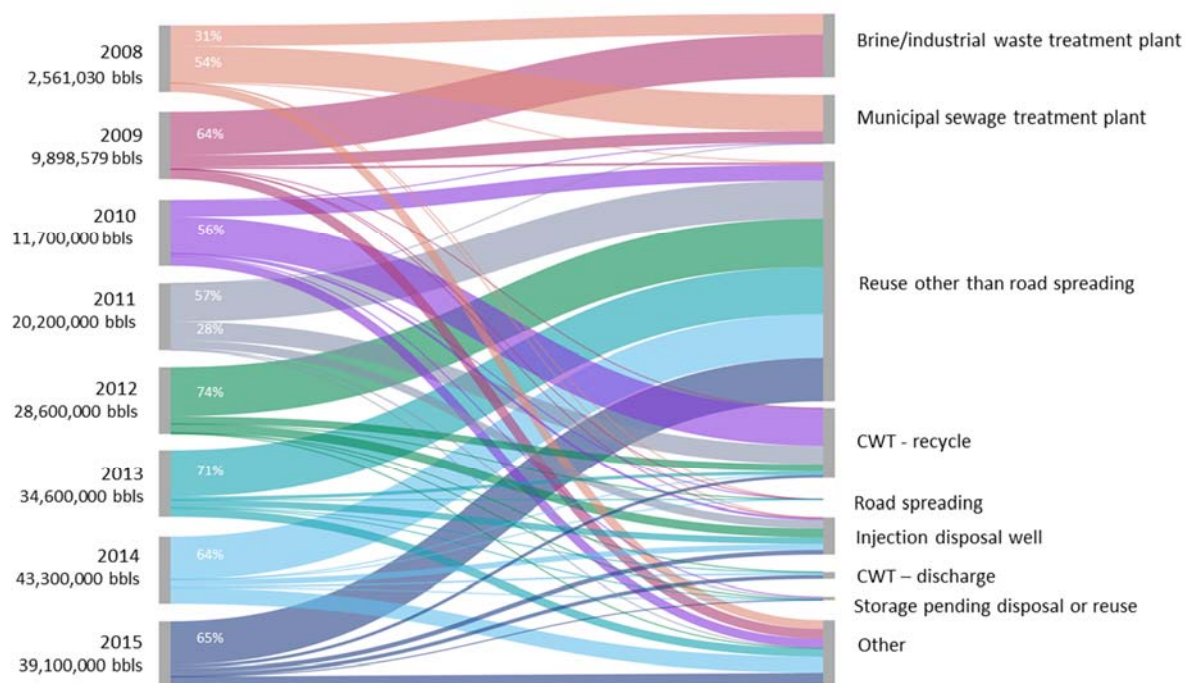 2008
2,561,030 bbls
31%
54%
2009
9,898,579 bbls
64%
2010
11,700,000 bbls
56%
2011
20,200,000 bbls
57%
28%
2012
28,600,000 bbls
74%
2013
34,600,000 bbls
71%
2014
43,300,000 bbls
64%
2015
39,100,000 bbls
65%
Brine/industrial waste treatment plant
Municipal sewage treatment plant
Reuse other than road spreading
CWT - recycle
Road spreading
Injection disposal well
CWT – discharge
Storage pending disposal or reuse
Other